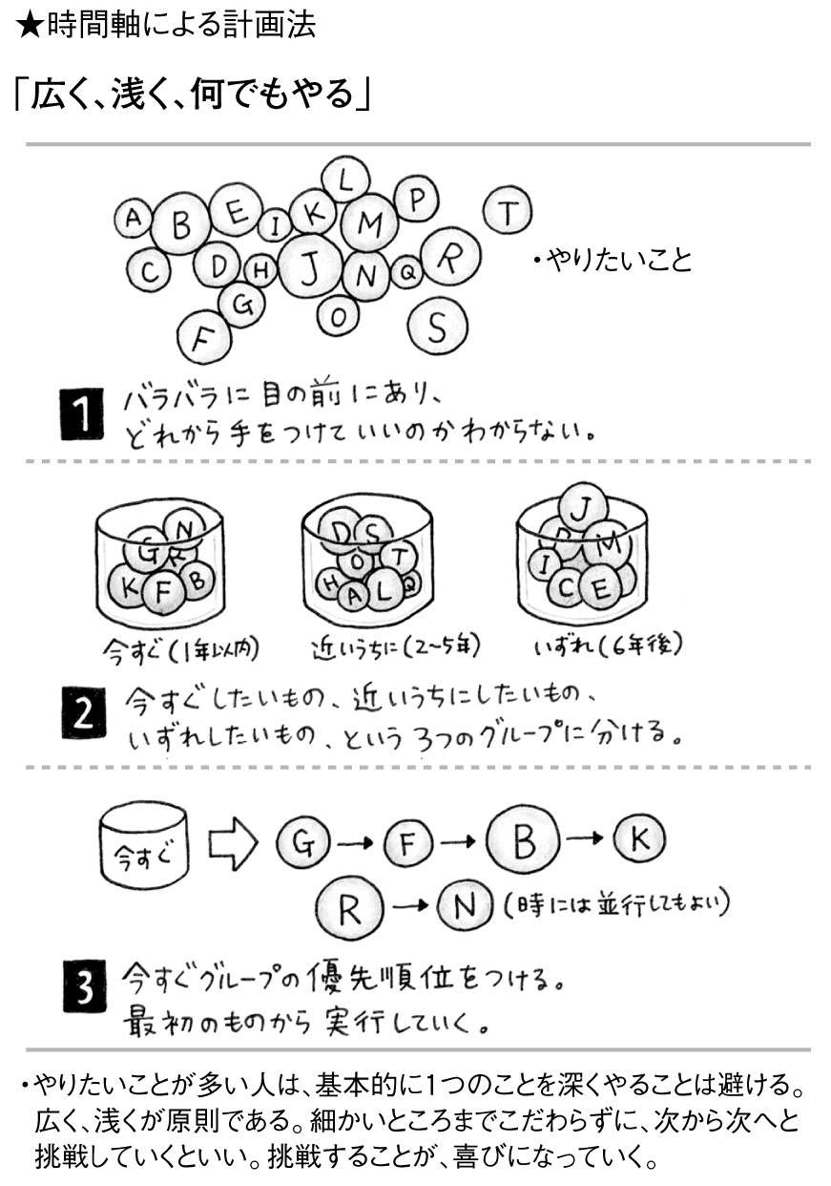 ★時間軸による計画法
「広く、浅く、何でもやる」
L
A B E I K M P T
C D H J N Q R
・やりたいこと
G O
F S
1 バラバラに目の前にあり、
どれから手をつけていいのかわからない。
N
G R
K F B
D S
O T
H A L Q
J
M
I C E
今すぐ(1年以内) 近いうちに(2~5年) いずれ(6年後)
2 今すぐしたいもの、近いうちにしたいもの、
いずれしたいもの、という3つのグループに分ける。
今すぐ G → F → B → K
R → N (時には並行してもよい)
3 今すぐグループの優先順位をつける。
最初のものから実行していく。
・やりたいことが多い人は、基本的に1つのことを深くやることは避ける。
広く、浅くが原則である。細かいところまでこだわらずに、次から次へと
挑戦していくといい。挑戦することが、喜びになっていく。